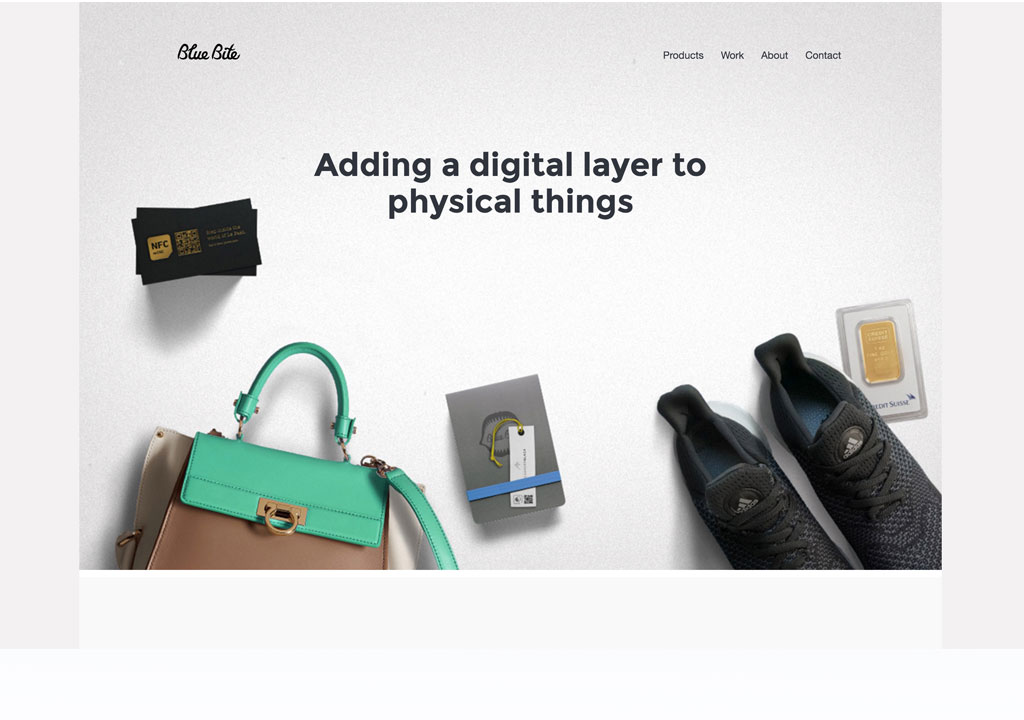 Blue Bite
Products Work About Contact
Adding a digital layer to
physical things
NFC
CREDIT SUISSE